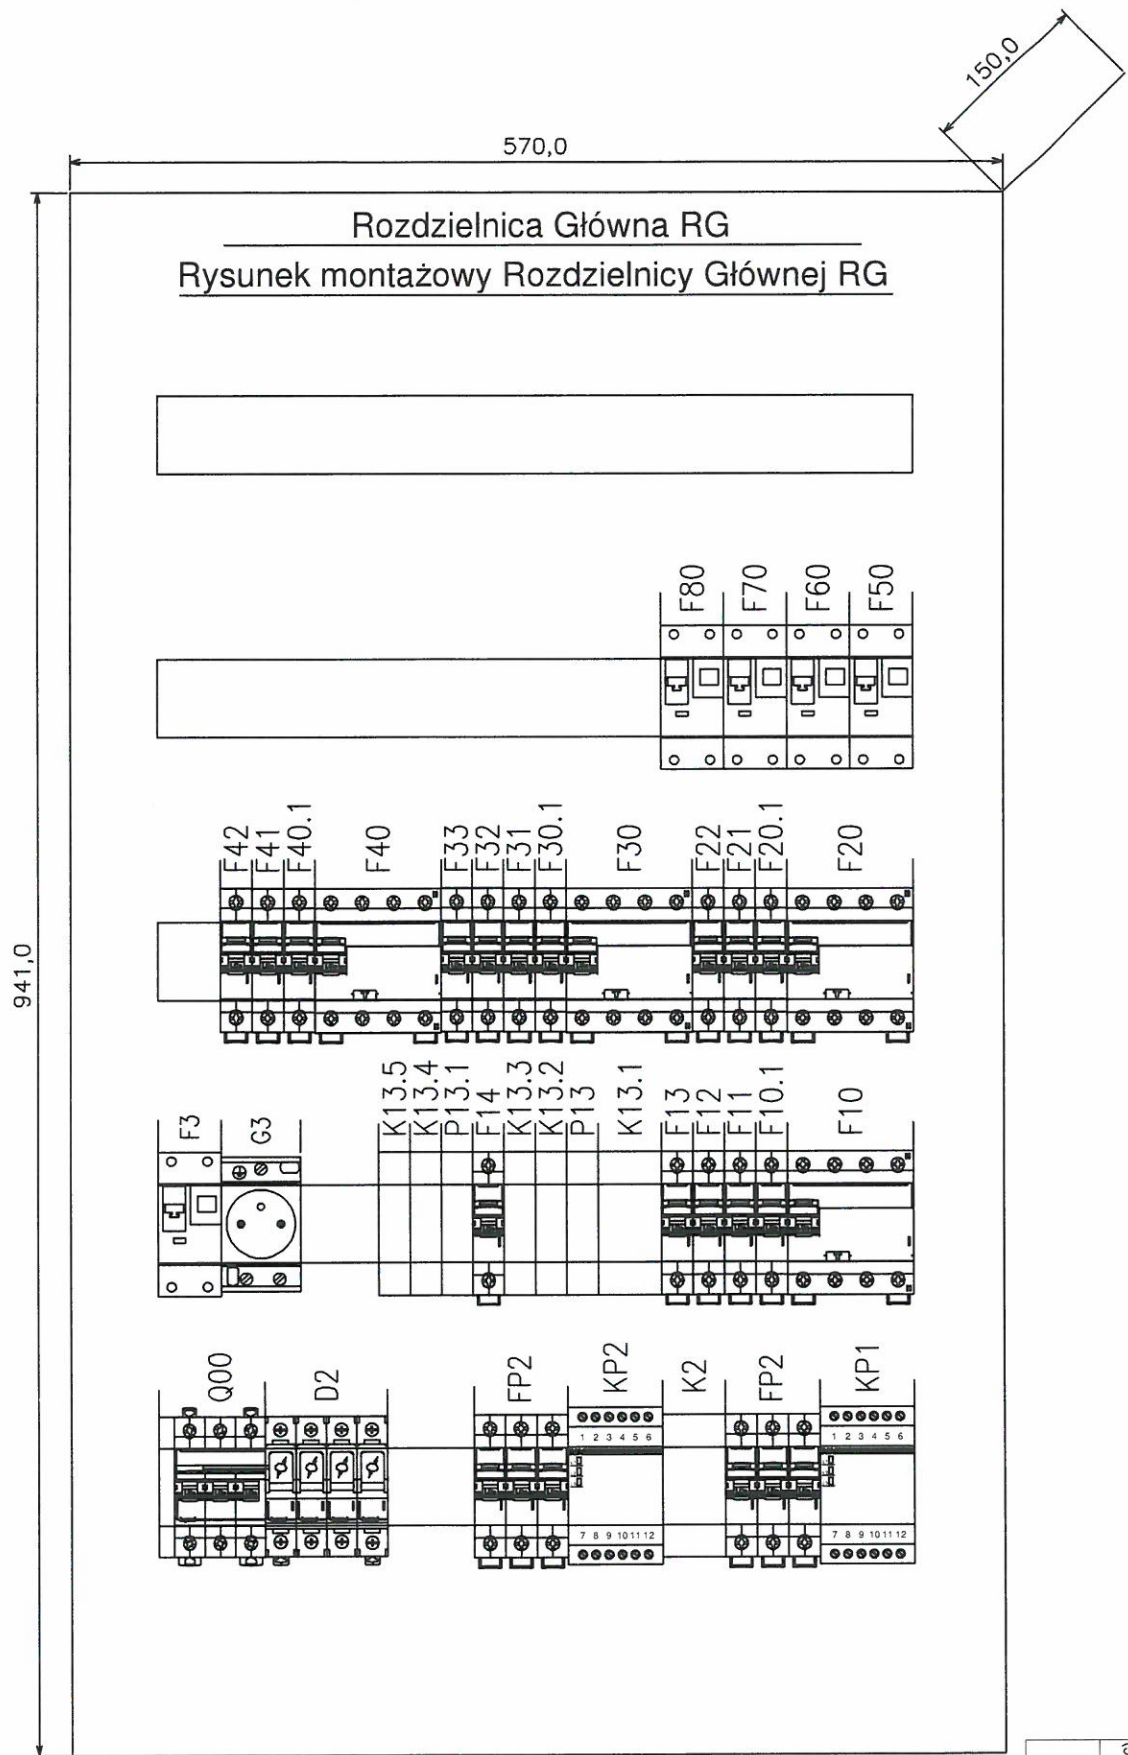 150,0
570,0
Rozdzielnica Główna RG
Rysunek montażowy Rozdzielnicy Głównej RG
941,0
F80 F70 F60 F50
F42 F41 F40.1 F40 F33 F32 F31 F30.1 F30 F22 F21 F20.1 F20
F3 G3 K13.5 K13.4 P13.1 F14 K13.3 K13.2 P13 K13.1 F13 F12 F11 F10.1 F10
Q00 D2 FP2 KP2 K2 FP2 KP1
1 2 3 4 5 6
1 2 3 4 5 6
7 8 9 10 11 12
7 8 9 10 11 12